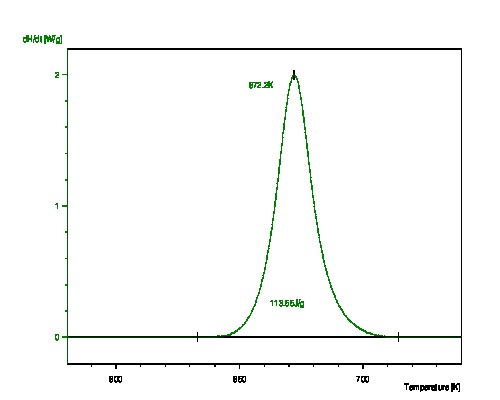 dH/dt [W/g]
2
672.2K
1
113.55J/g
0
600 650 700
Temperature [K]